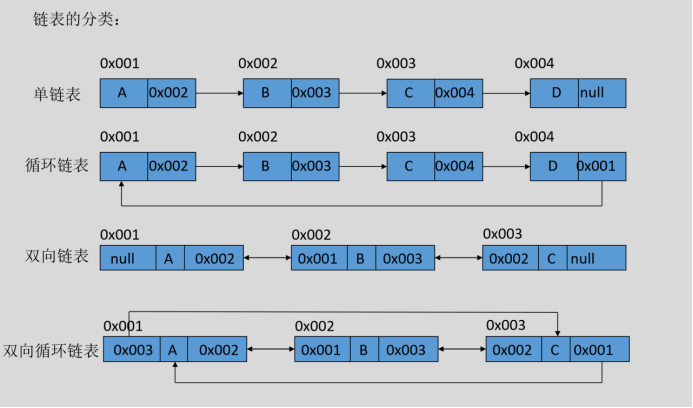 链表的分类：
0x001 0x002 0x003 0x004
单链表 A 0x002 B 0x003 C 0x004 D null
0x001 0x002 0x003 0x004
循环链表 A 0x002 B 0x003 C 0x004 D 0x001
0x001 0x002 0x003
双向链表 null A 0x002 0x001 B 0x003 0x002 C null
0x001 0x002 0x003
双向循环链表 0x003 A 0x002 0x001 B 0x003 0x002 C 0x001